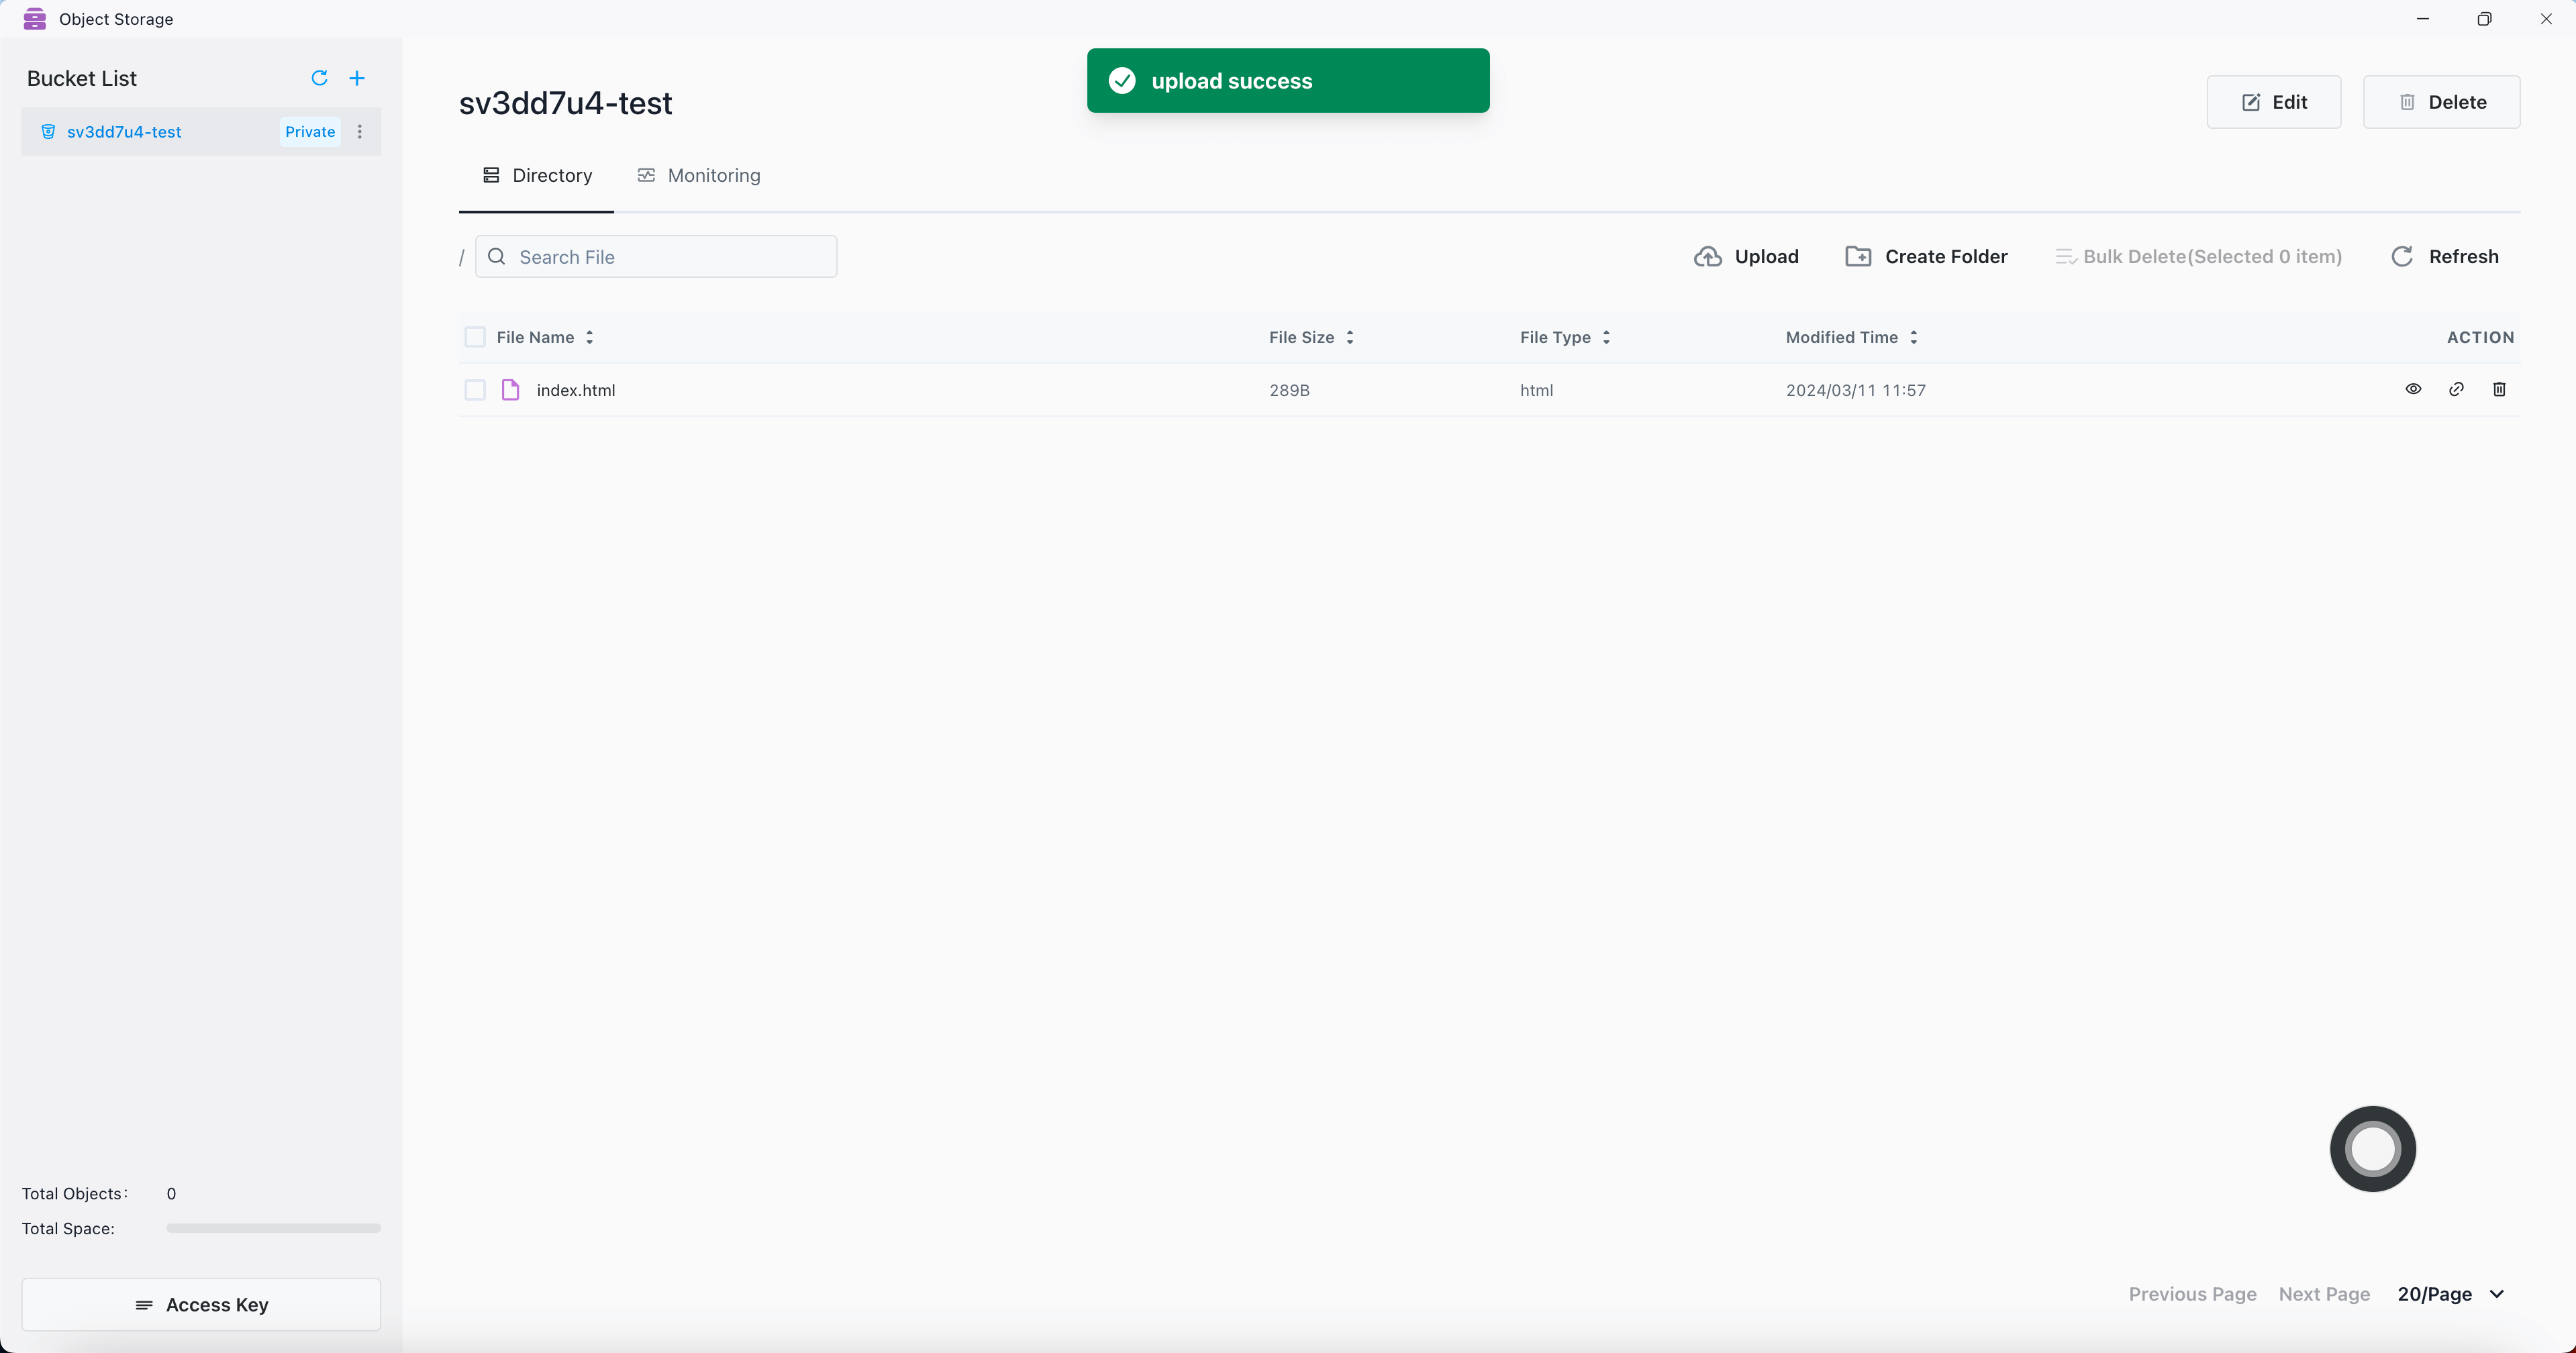 Object Storage
Bucket List
sv3dd7u4-test Private
Total Objects: 0
Total Space:
Access Key
upload success
sv3dd7u4-test
Edit Delete
Directory Monitoring
/ Search File Upload Create Folder Bulk Delete(Selected 0 item) Refresh
File Name File Size File Type Modified Time ACTION
index.html 289B html 2024/03/11 11:57
Previous Page Next Page 20/Page